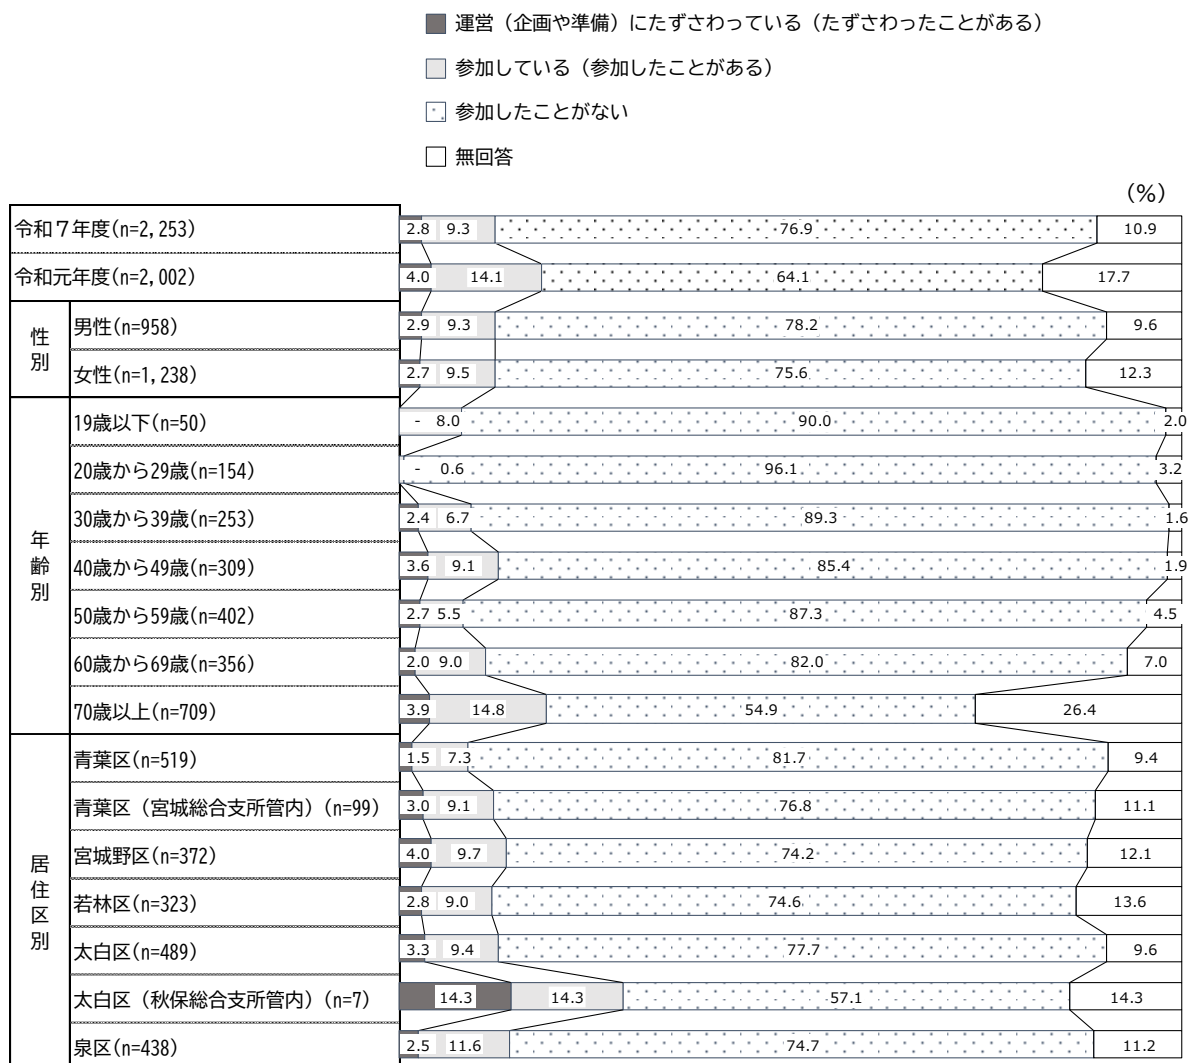 運営（企画や準備）にたずさわっている（たずさわったことがある）
参加している（参加したことがある）
参加したことがない
無回答
(%)
令和７年度(n=2,253) 2.8 9.3 76.9 10.9
令和元年度(n=2,002) 4.0 14.1 64.1 17.7
性別
男性(n=958) 2.9 9.3 78.2 9.6
女性(n=1,238) 2.7 9.5 75.6 12.3
年齢別
19歳以下(n=50) - 8.0 90.0 2.0
20歳から29歳(n=154) - 0.6 96.1 3.2
30歳から39歳(n=253) 2.4 6.7 89.3 1.6
40歳から49歳(n=309) 3.6 9.1 85.4 1.9
50歳から59歳(n=402) 2.7 5.5 87.3 4.5
60歳から69歳(n=356) 2.0 9.0 82.0 7.0
70歳以上(n=709) 3.9 14.8 54.9 26.4
居住区別
青葉区(n=519) 1.5 7.3 81.7 9.4
青葉区（宮城総合支所管内）(n=99) 3.0 9.1 76.8 11.1
宮城野区(n=372) 4.0 9.7 74.2 12.1
若林区(n=323) 2.8 9.0 74.6 13.6
太白区(n=489) 3.3 9.4 77.7 9.6
太白区（秋保総合支所管内）(n=7) 14.3 14.3 57.1 14.3
泉区(n=438) 2.5 11.6 74.7 11.2